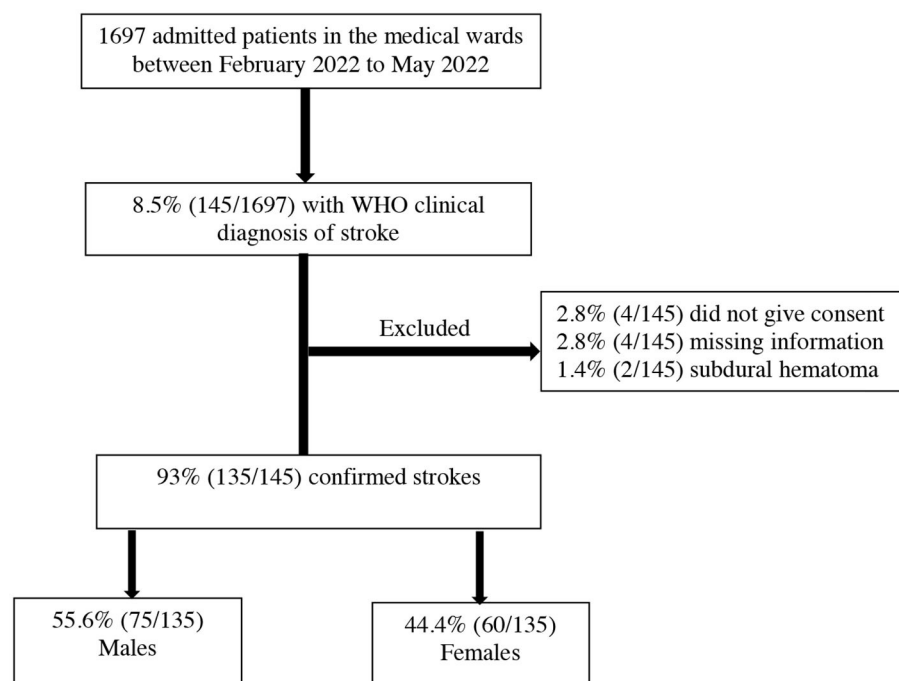 1697 admitted patients in the medical wards
between February 2022 to May 2022
8.5% (145/1697) with WHO clinical
diagnosis of stroke
Excluded
2.8% (4/145) did not give consent
2.8% (4/145) missing information
1.4% (2/145) subdural hematoma
93% (135/145) confirmed strokes
55.6% (75/135)
Males
44.4% (60/135)
Females